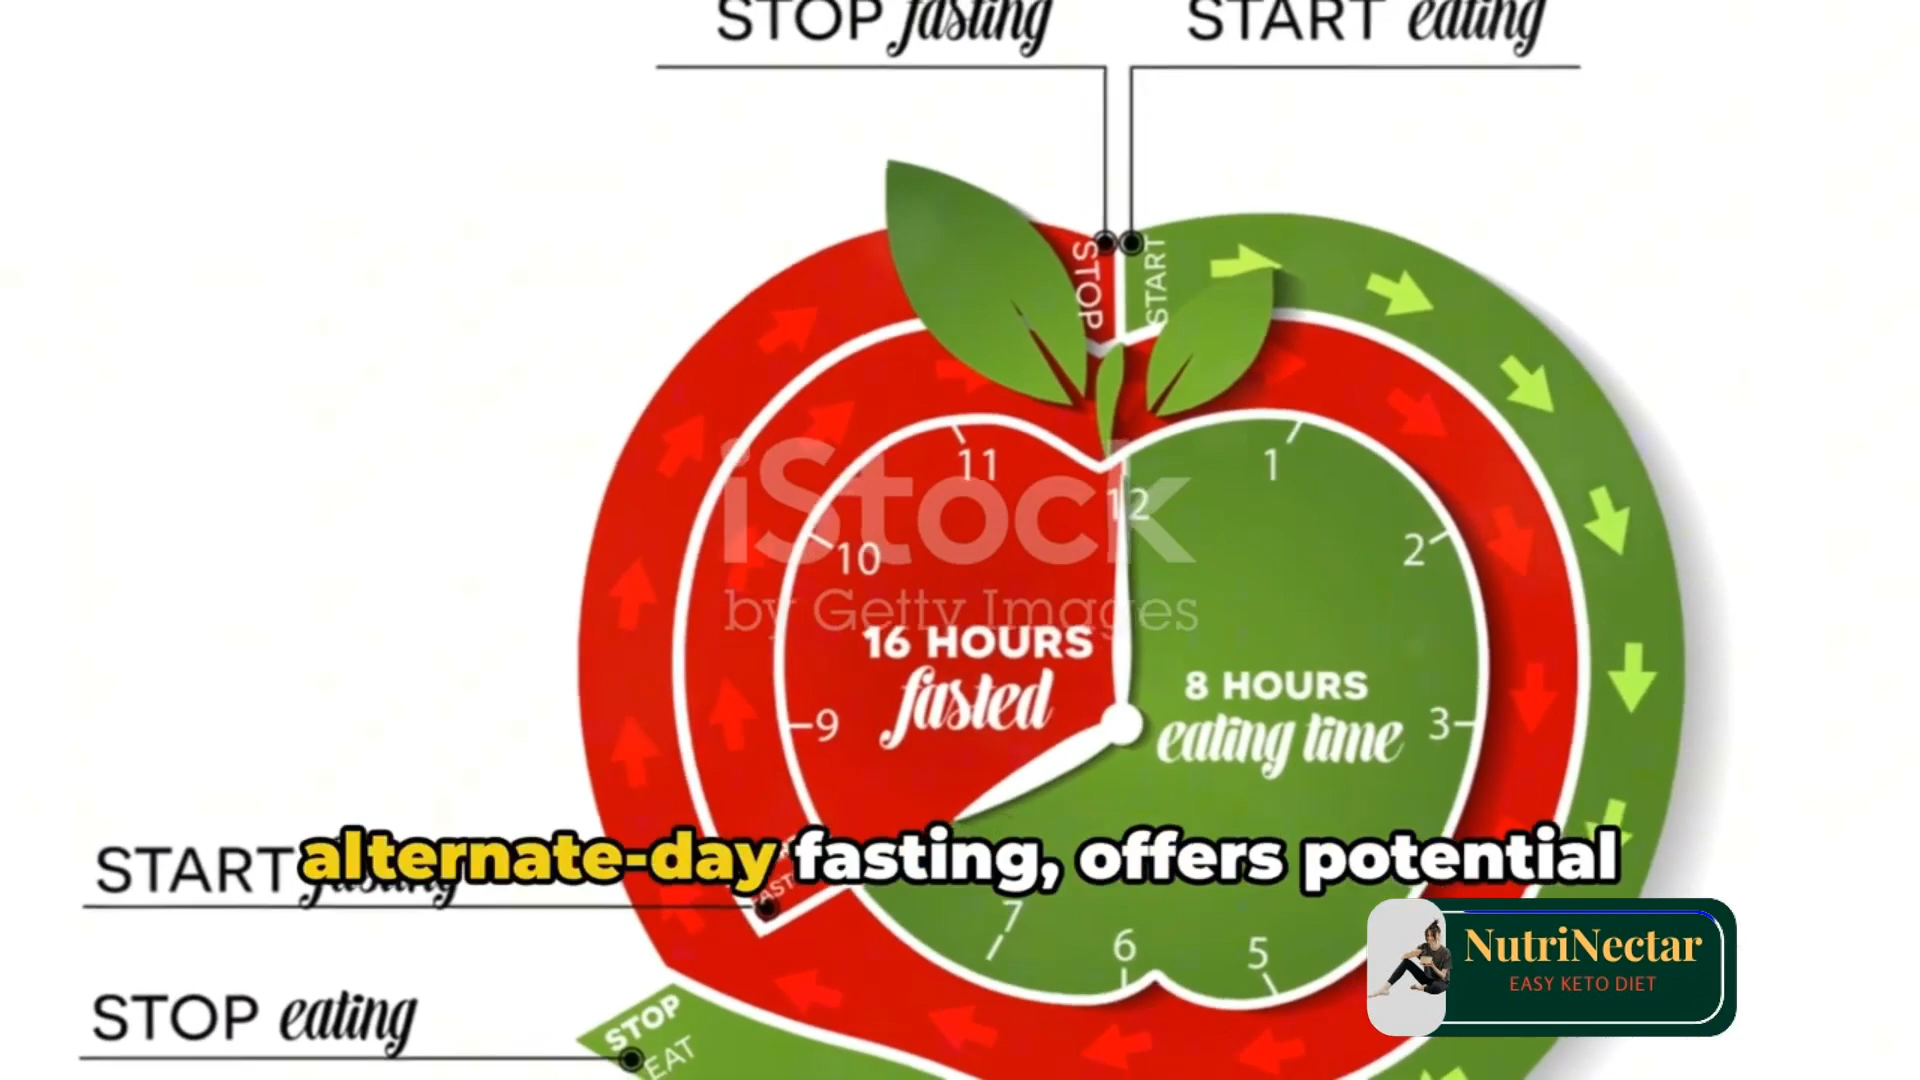 STOP fasting
START eating
STOP
START
11
12
1
10
2
iStock
by Getty Images
16 HOURS
fasted
8 HOURS
eating time
9
3
alternate-day fasting, offers potential
START fasting
FAST
7
6
5
NutriNectar
EASY KETO DIET
STOP eating
STOP
EAT